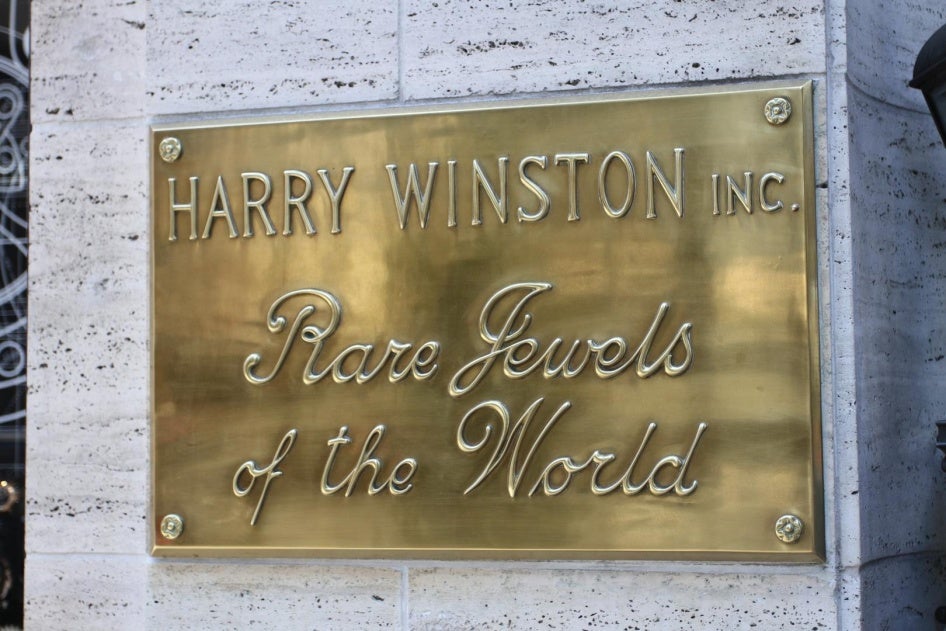 HARRY WINSTON INC.
Rare Jewels
of the World